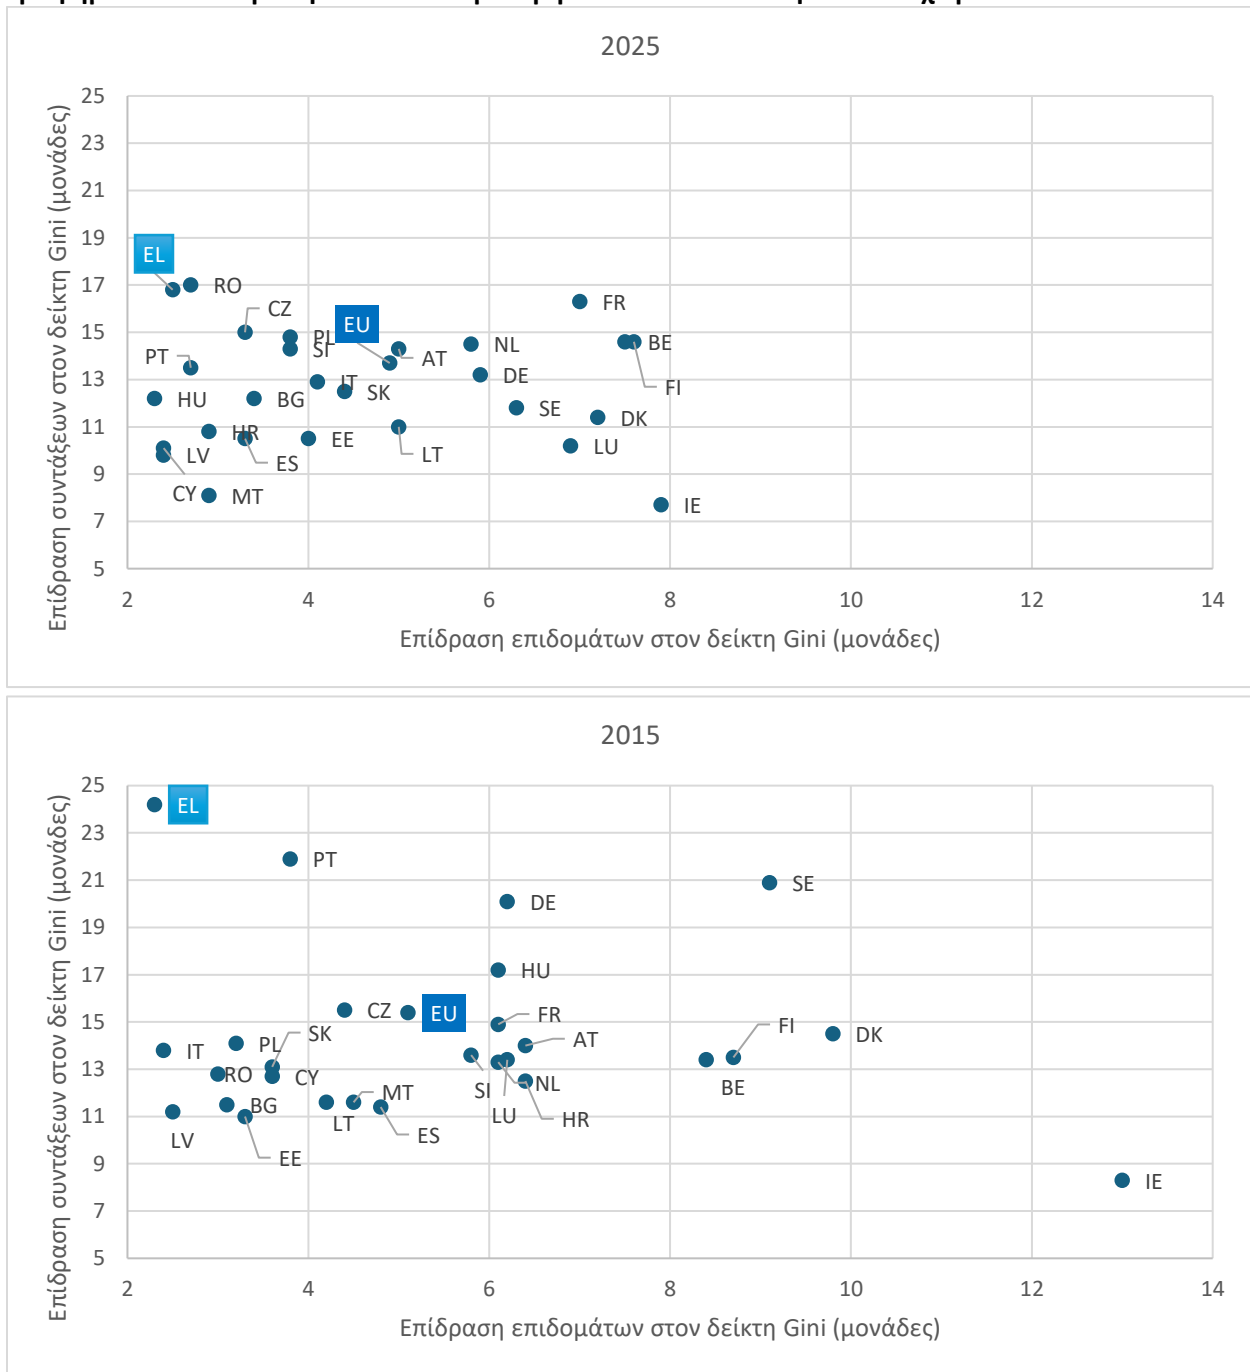 2025
Επίδραση συντάξεων στον δείκτη Gini (μονάδες)
25
23
21
19
17
15
13
11
9
7
5
EL
RO
CZ
EU
FR
PT
PL
SI
AT
NL
BE
IT
DE
FI
HU
BG
SK
SE
DK
HR
EE
LT
LU
LV
ES
CY
MT
IE
2 4 6 8 10 12 14
Επίδραση επιδομάτων στον δείκτη Gini (μονάδες)
2015
Επίδραση συντάξεων στον δείκτη Gini (μονάδες)
25
23
21
19
17
15
13
11
9
7
5
EL
PT
SE
DE
HU
CZ
EU
FR
FI
DK
IT
PL
SK
AT
RO
CY
SI
NL
BE
MT
LV
BG
LT
LU
HR
ES
EE
IE
2 4 6 8 10 12 14
Επίδραση επιδομάτων στον δείκτη Gini (μονάδες)